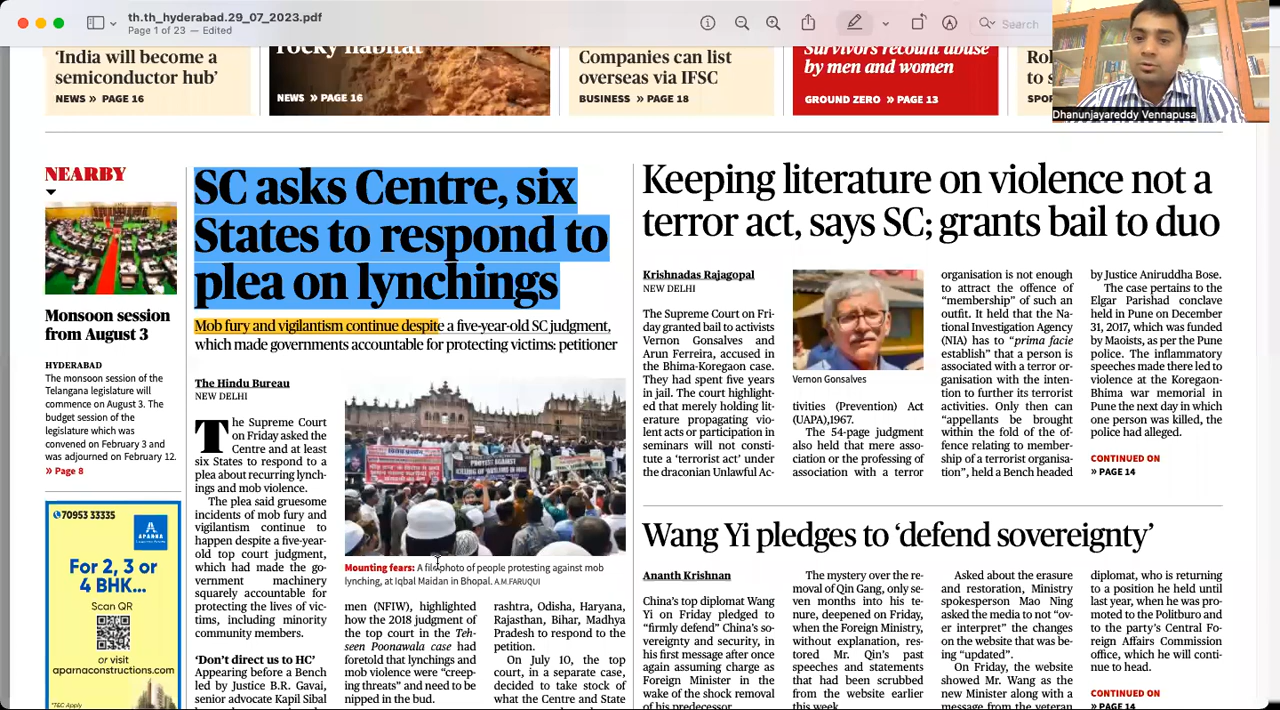 th.th_hyderabad.29_07_2023.pdf
Page 1 of 23 — Edited
Search
Dhanunjayareddy Vennapusa
'India will become a
semiconductor hub'
NEWS » PAGE 16
rocky habitat
NEWS » PAGE 16
Companies can list
overseas via IFSC
BUSINESS » PAGE 18
Survivors recount abuse
by men and women
GROUND ZERO » PAGE 13
to s
NEARBY
Monsoon session
from August 3
HYDERABAD
The monsoon session of the
Telangana legislature will
commence on August 3. The
budget session of the
legislature which was
convened on February 3 and
was adjourned on February 12.
» Page 8
70953 33335
APARNA
For 2, 3 or
4 BHK...
Scan QR
or visit
aparnaconstructions.com
*T&C Apply
SC asks Centre, six
States to respond to
plea on lynchings
Mob fury and vigilantism continue despite a five-year-old SC judgment,
which made governments accountable for protecting victims: petitioner
The Hindu Bureau
NEW DELHI
The Supreme Court
on Friday asked the
Centre and at least
six States to respond to a
plea about recurring lynch-
ings and mob violence.
The plea said gruesome
incidents of mob fury and
vigilantism continue to
happen despite a five-year-
old top court judgment,
which had made the go-
vernment machinery
squarely accountable for
protecting the lives of vic-
tims, including minority
community members.
'Don't direct us to HC'
Appearing before a Bench
led by Justice B.R. Gavai,
senior advocate Kapil Sibal
Mounting fears: A file photo of people protesting against mob
lynching, at Iqbal Maidan in Bhopal. A.M.FARUQUI
men (NFIW), highlighted
how the 2018 judgment of
the top court in the Teh-
seen Poonawala case had
foretold that lynchings and
mob violence were "creep-
ing threats" and need to be
nipped in the bud.
rashtra, Odisha, Haryana,
Rajasthan, Bihar, Madhya
Pradesh to respond to the
petition.
On July 10, the top
court, in a separate case,
decided to take stock of
what the Centre and State
Keeping literature on violence not a
terror act, says SC; grants bail to duo
Krishnadas Rajagopal
NEW DELHI
The Supreme Court on Fri-
day granted bail to activists
Vernon Gonsalves and
Arun Ferreira, accused in
the Bhima-Koregaon case.
They had spent five years
in jail. The court highlight-
ed that merely holding lit-
erature propagating viol-
ent acts or participation in
seminars will not consti-
tute a 'terrorist act' under
the draconian Unlawful Ac-
Vernon Gonsalves
tivities (Prevention) Act
(UAPA),1967.
The 54-page judgment
also held that mere asso-
ciation or the professing of
association with a terror
organisation is not enough
to attract the offence of
"membership" of such an
outfit. It held that the Na-
tional Investigation Agency
(NIA) has to "prima facie
establish" that a person is
associated with a terror or-
ganisation with the inten-
tion to further its terrorist
activities. Only then can
"appellants be brought
within the fold of the of-
fence relating to member-
ship of a terrorist organisa-
tion", held a Bench headed
by Justice Aniruddha Bose.
The case pertains to the
Elgar Parishad conclave
held in Pune on December
31, 2017, which was funded
by Maoists, as per the Pune
police. The inflammatory
speeches made there led to
violence at the Koregaon-
Bhima war memorial in
Pune the next day in which
one person was killed, the
police had alleged.
CONTINUED ON
» PAGE 14
Wang Yi pledges to 'defend sovereignty'
Ananth Krishnan
China's top diplomat Wang
Yi on Friday pledged to
"firmly defend" China's so-
vereignty and security, in
his first message after once
again assuming charge as
Foreign Minister in the
wake of the shock removal
of his predecessor.
The mystery over the re-
moval of Qin Gang, only se-
ven months into his te-
nure, deepened on Friday,
when the Foreign Ministry,
without explanation, res-
tored Mr. Qin's past
speeches and statements
that had been scrubbed
from the website earlier
this week.
Asked about the erasure
and restoration, Ministry
spokesperson Mao Ning
asked the media to not "ov-
er interpret" the changes
on the website that was be-
ing "updated".
On Friday, the website
showed Mr. Wang as the
new Minister along with a
message from the veteran
diplomat, who is returning
to a position he held until
last year, when he was pro-
moted to the Politburo and
to the party's Central Fo-
reign Affairs Commission
office, which he will conti-
nue to head.
CONTINUED ON
» PAGE 14